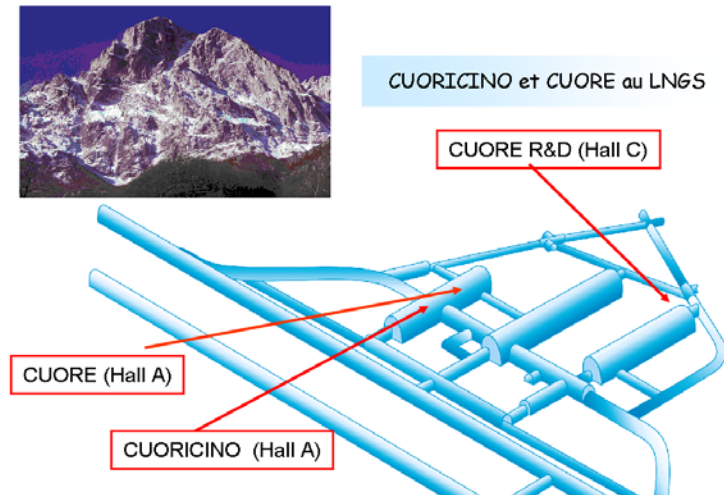 CUORICINO et CUORE au LNGS
CUORE R&D (Hall C)
CUORE (Hall A)
CUORICINO (Hall A)